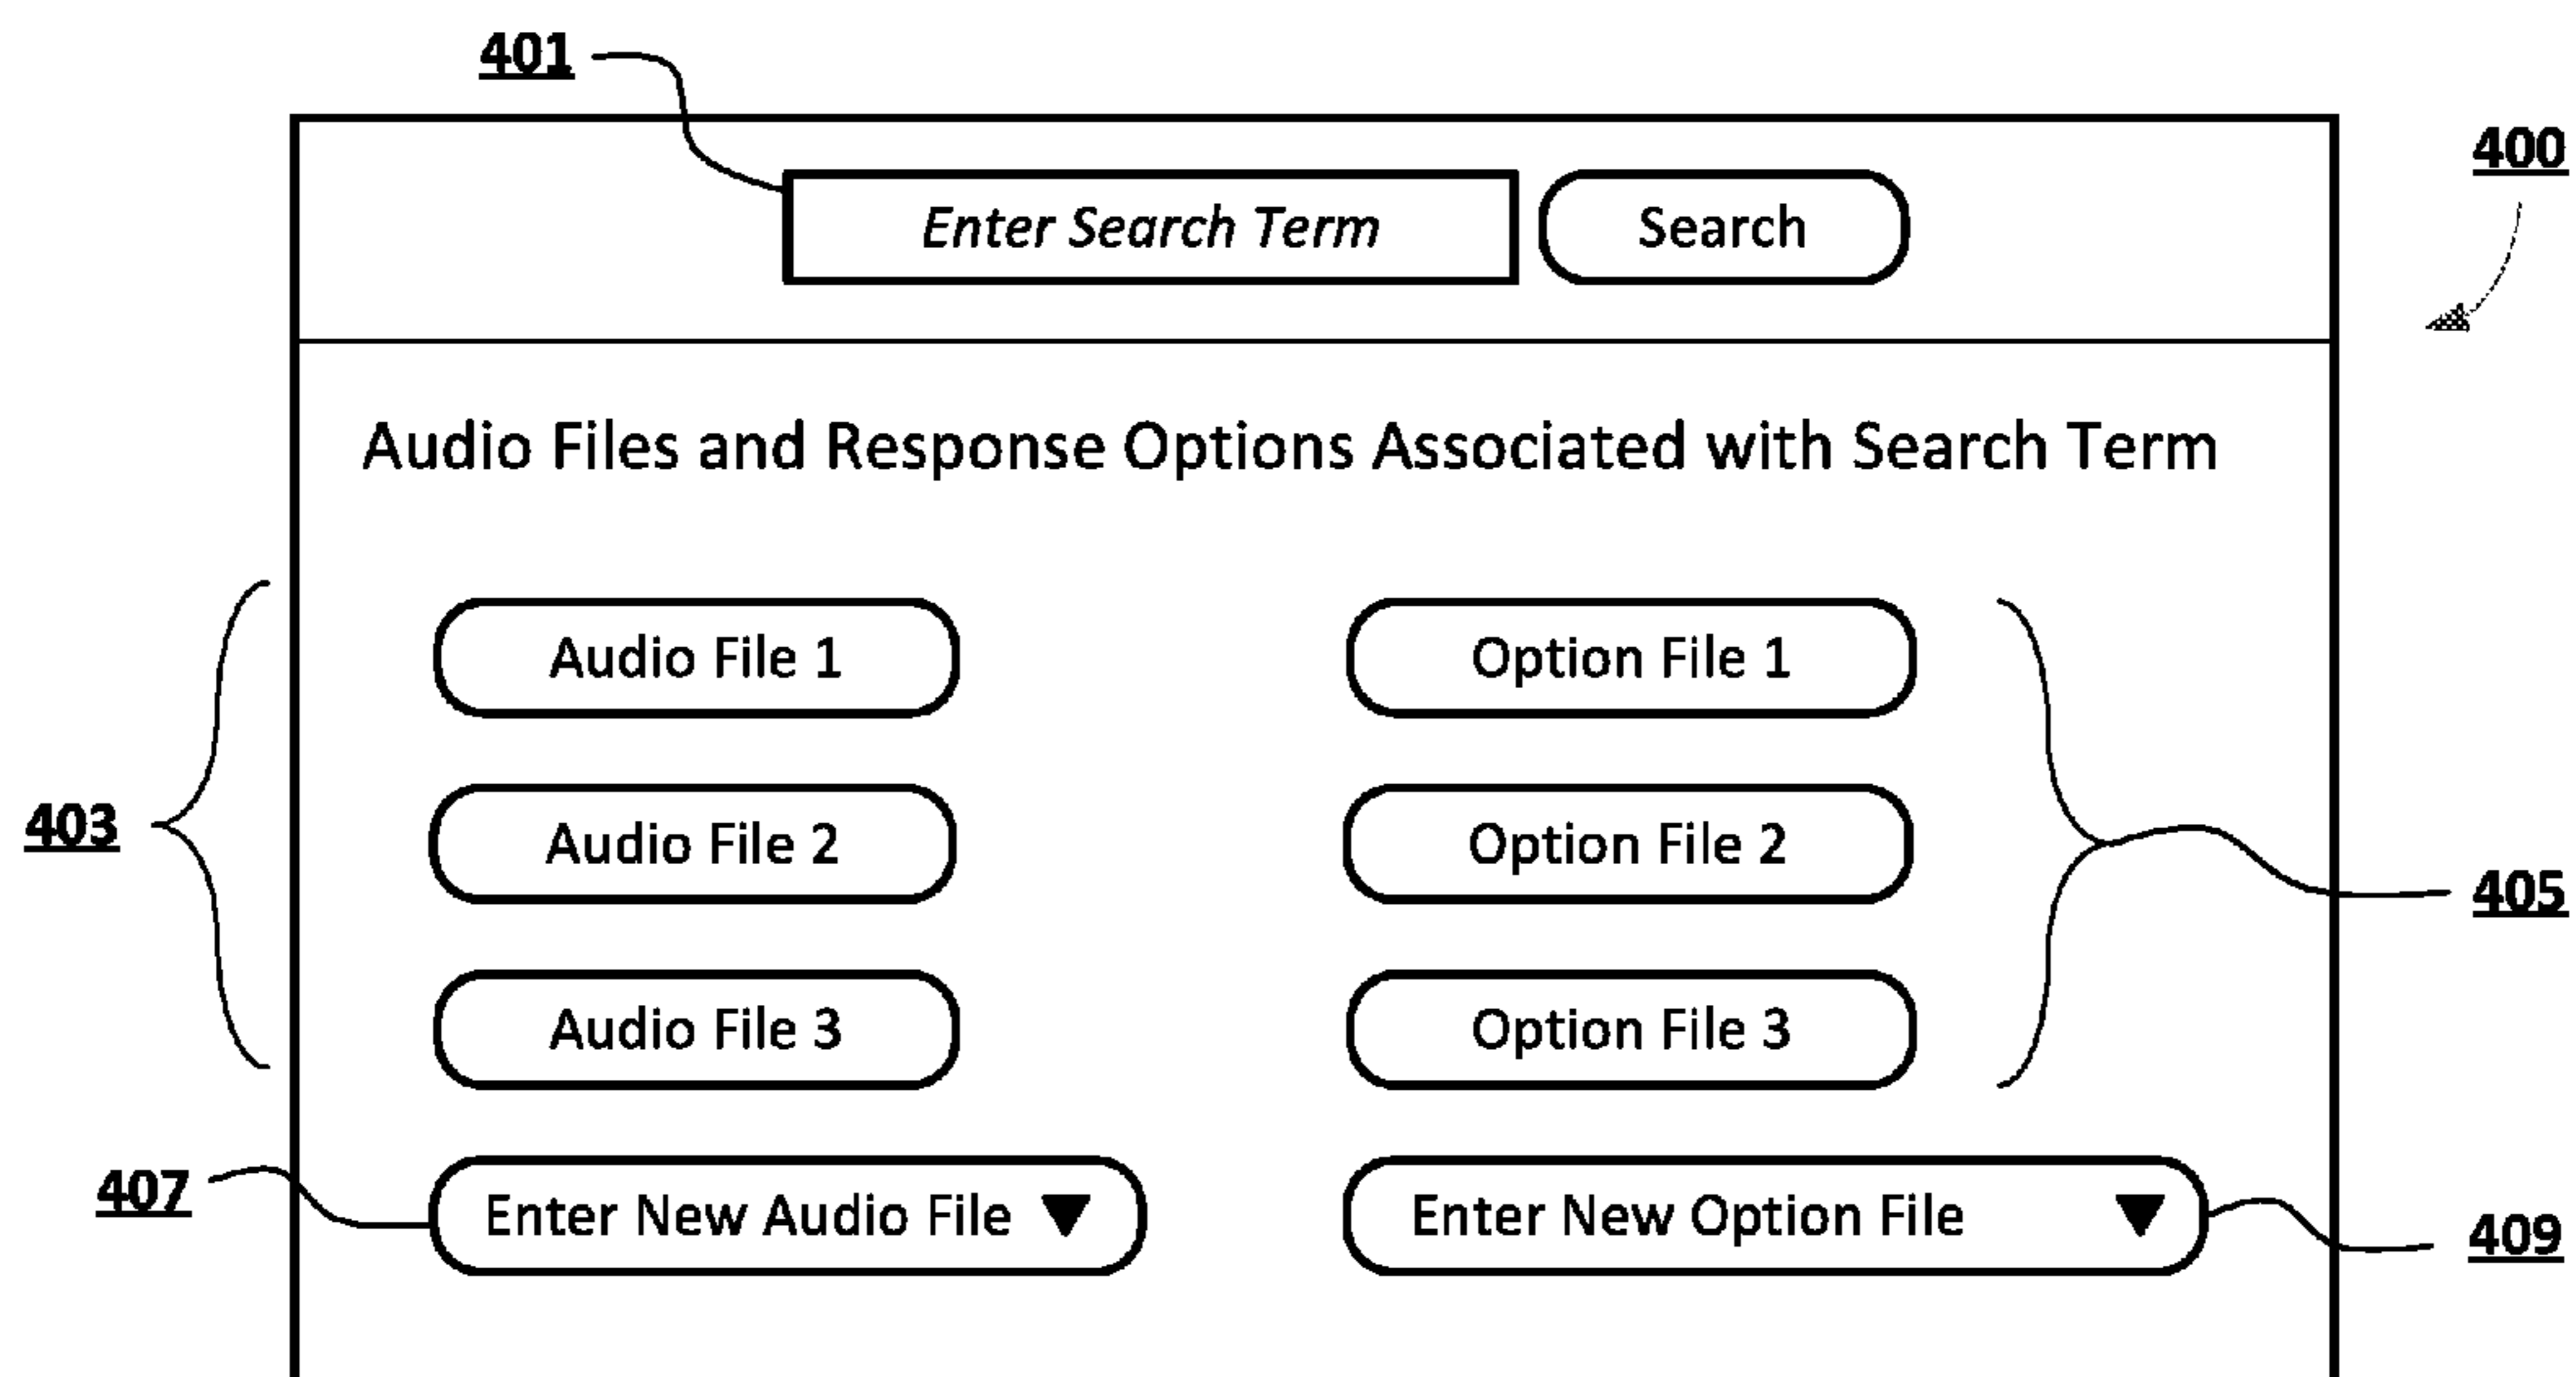 401
400
Enter Search Term Search
Audio Files and Response Options Associated with Search Term
Audio File 1 Option File 1
403
Audio File 2 Option File 2
405
Audio File 3 Option File 3
407
Enter New Audio File ▼ Enter New Option File ▼
409